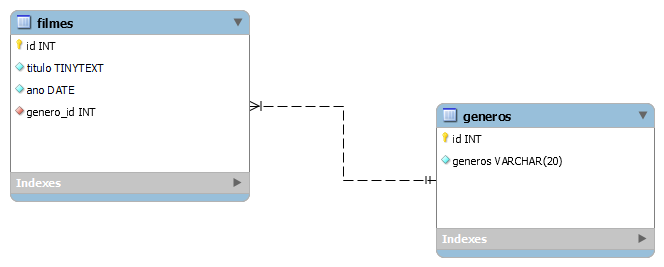 filmes
id INT
titulo TINYTEXT
ano DATE
genero_id INT
Indexes
generos
id INT
generos VARCHAR(20)
Indexes